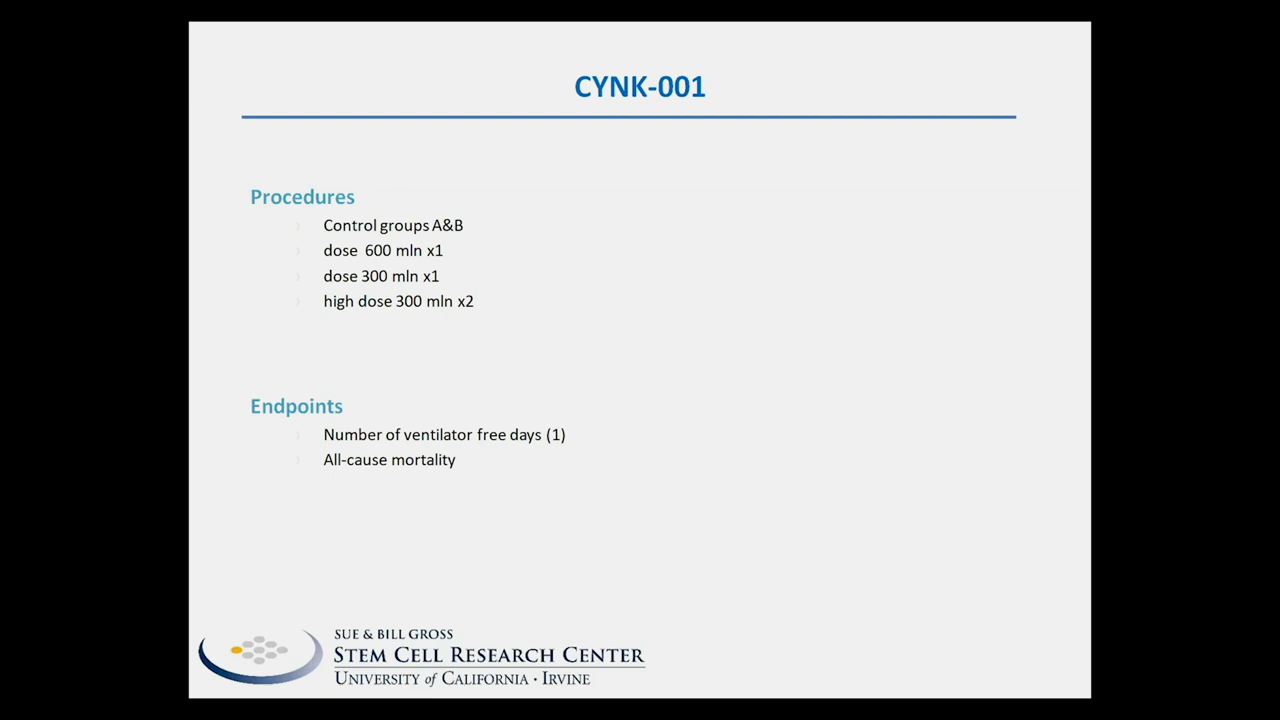 CYNK-001
Procedures
Control groups A&B
dose 600 mln x1
dose 300 mln x1
high dose 300 mln x2
Endpoints
Number of ventilator free days (1)
All-cause mortality
SUE & BILL GROSS
STEM CELL RESEARCH CENTER
UNIVERSITY of CALIFORNIA • IRVINE